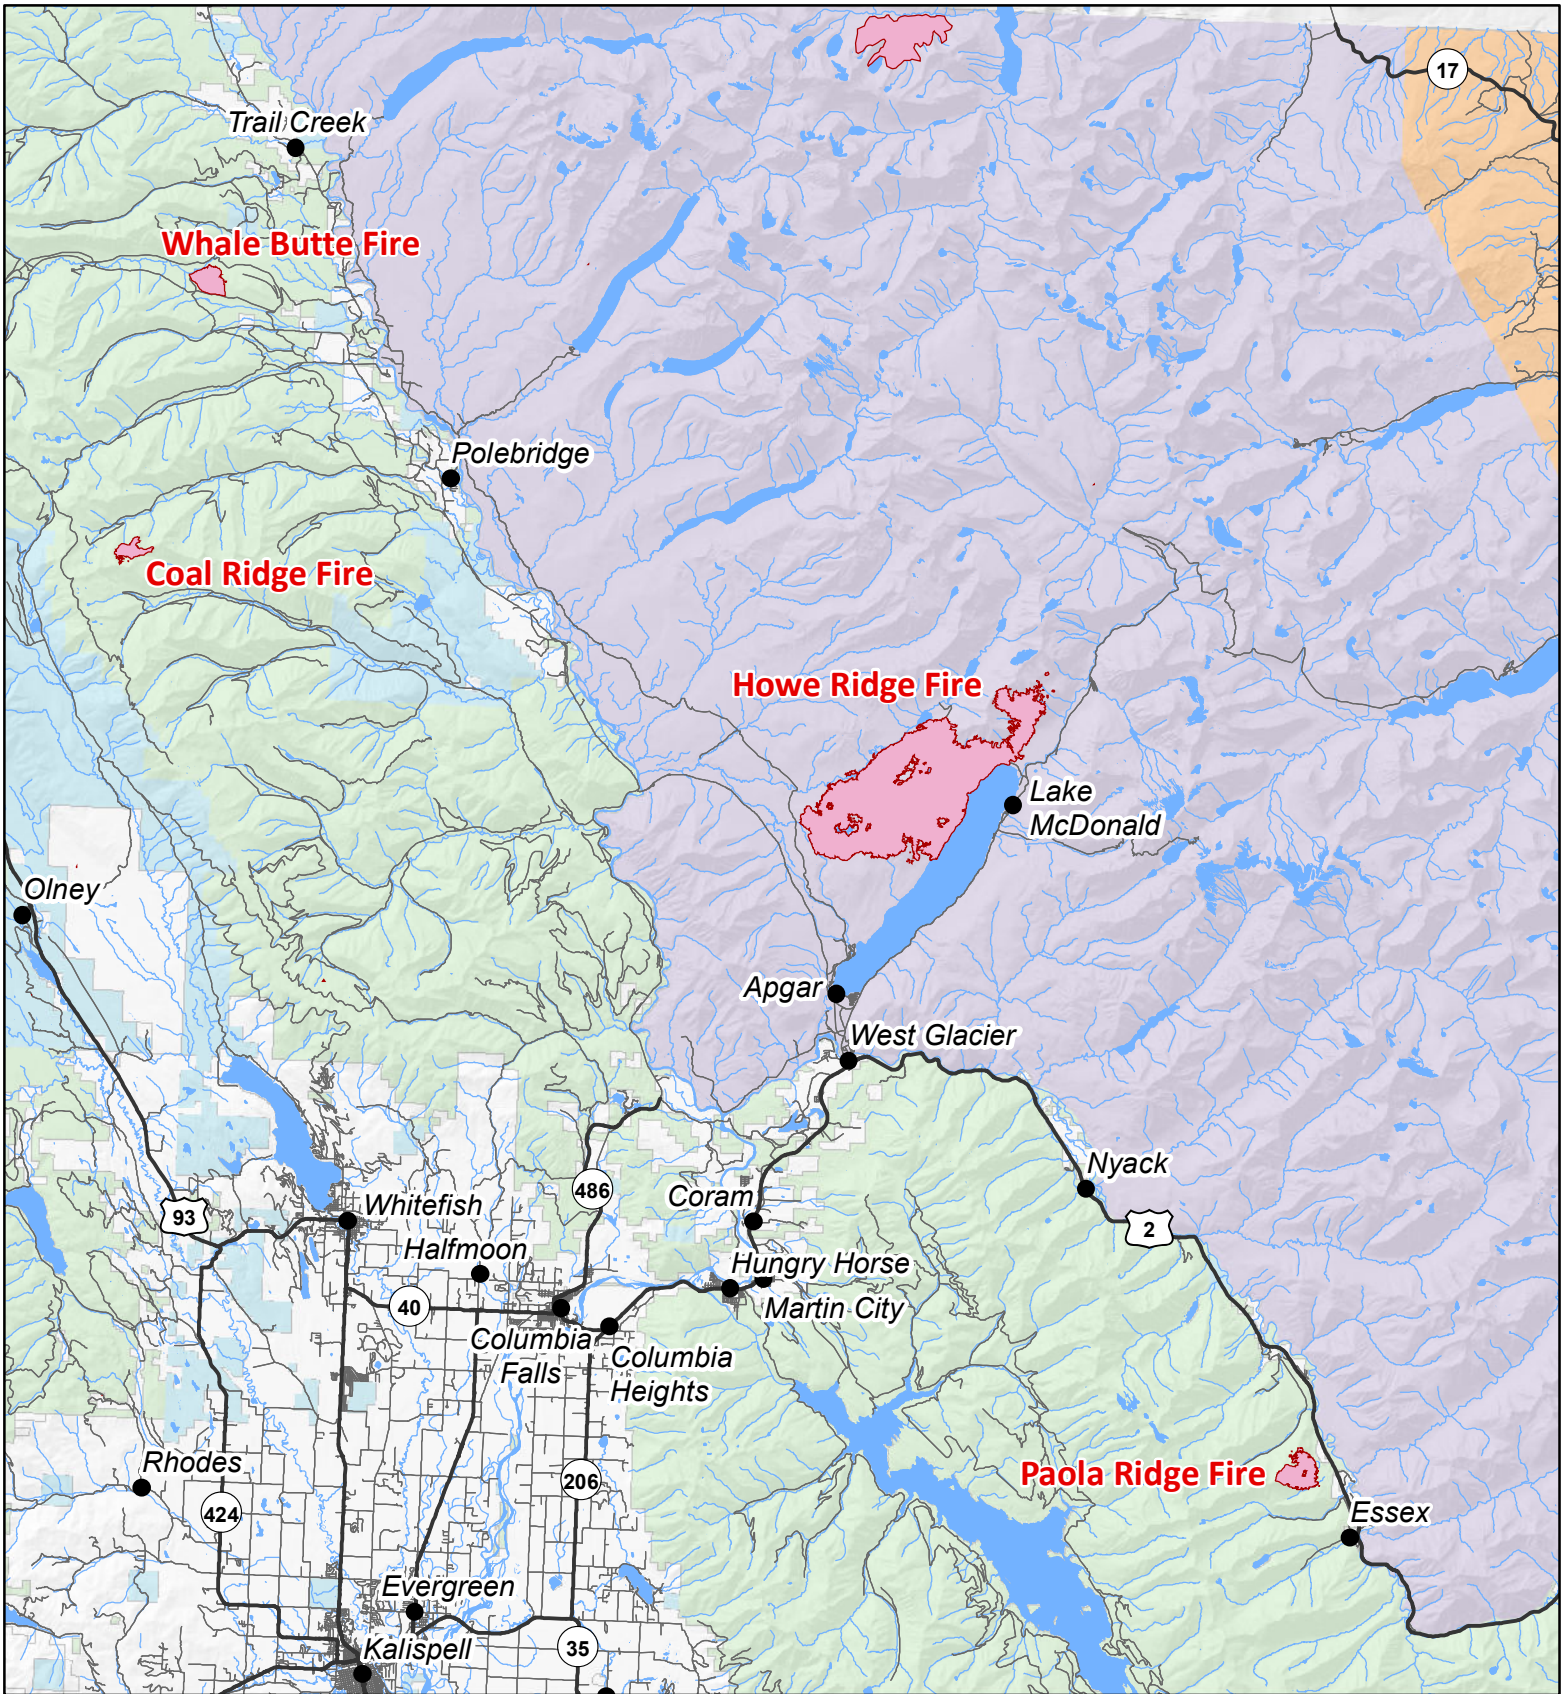 17
Trail Creek
Whale Butte Fire
Polebridge
Coal Ridge Fire
Howe Ridge Fire
Lake
McDonald
Olney
Apgar
West Glacier
Nyack
486
Coram
Whitefish
93
2
Halfmoon
Hungry Horse
40
Martin City
Columbia
Falls
Columbia
Heights
Rhodes
206
Paola Ridge Fire
424
Essex
Evergreen
35
Kalispell